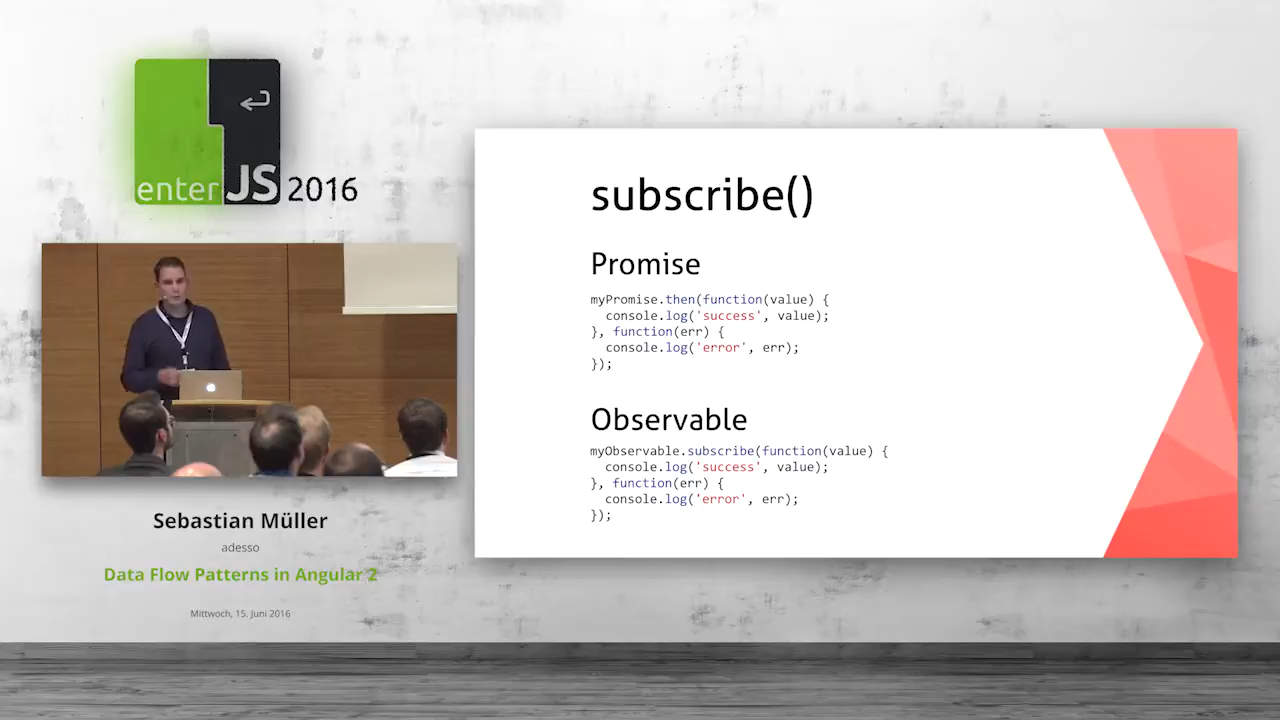 enterJS 2016
Sebastian Müller
adesso
Data Flow Patterns in Angular 2
Mittwoch, 15. Juni 2016
subscribe()
Promise
myPromise.then(function(value) {
  console.log('success', value);
}, function(err) {
  console.log('error', err);
});
Observable
myObservable.subscribe(function(value) {
  console.log('success', value);
}, function(err) {
  console.log('error', err);
});